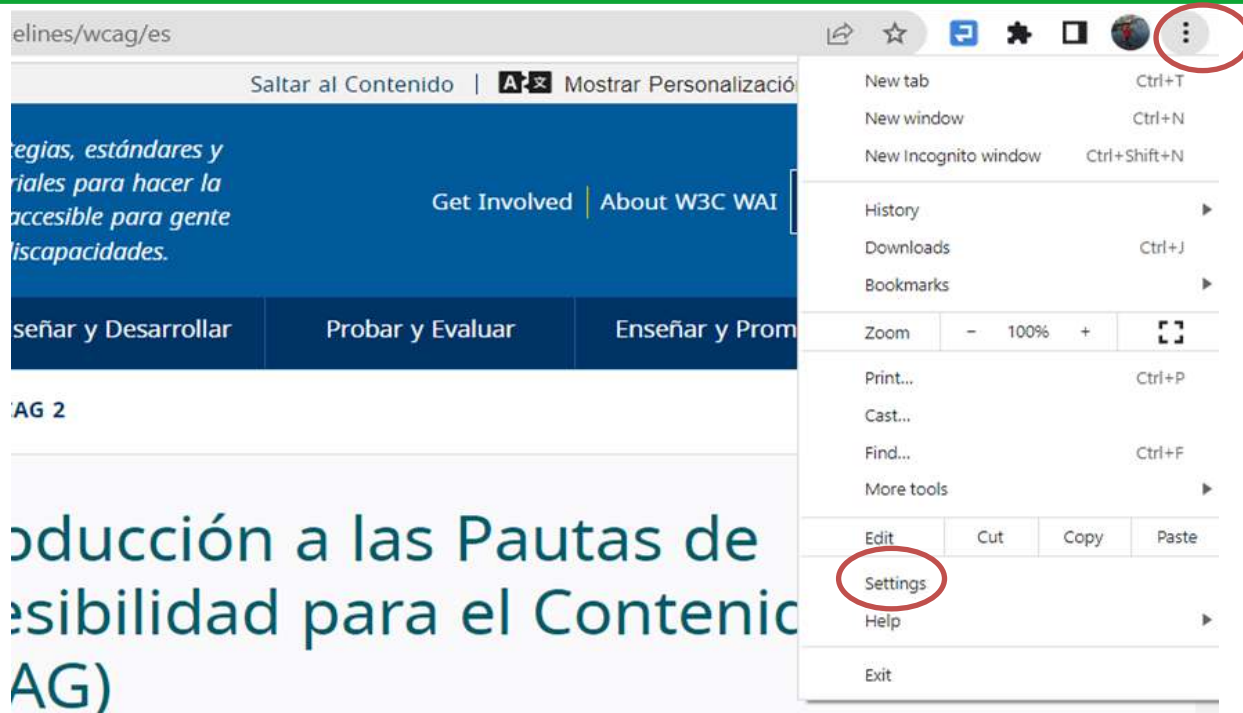 elines/wcag/es
Saltar al Contenido | Mostrar Personalizació
tegias, estándares y
riales para hacer la
accesible para gente
discapacidades.
Get Involved | About W3C WAI
señar y Desarrollar
Probar y Evaluar
Enseñar y Prom
AG 2
oducción a las Pautas de
esibilidad para el Contenid
AG)
New tab Ctrl+T
New window Ctrl+N
New Incognito window Ctrl+Shift+N
History
Downloads Ctrl+J
Bookmarks
Zoom - 100% +
Print... Ctrl+P
Cast...
Find... Ctrl+F
More tools
Edit Cut Copy Paste
Settings
Help
Exit